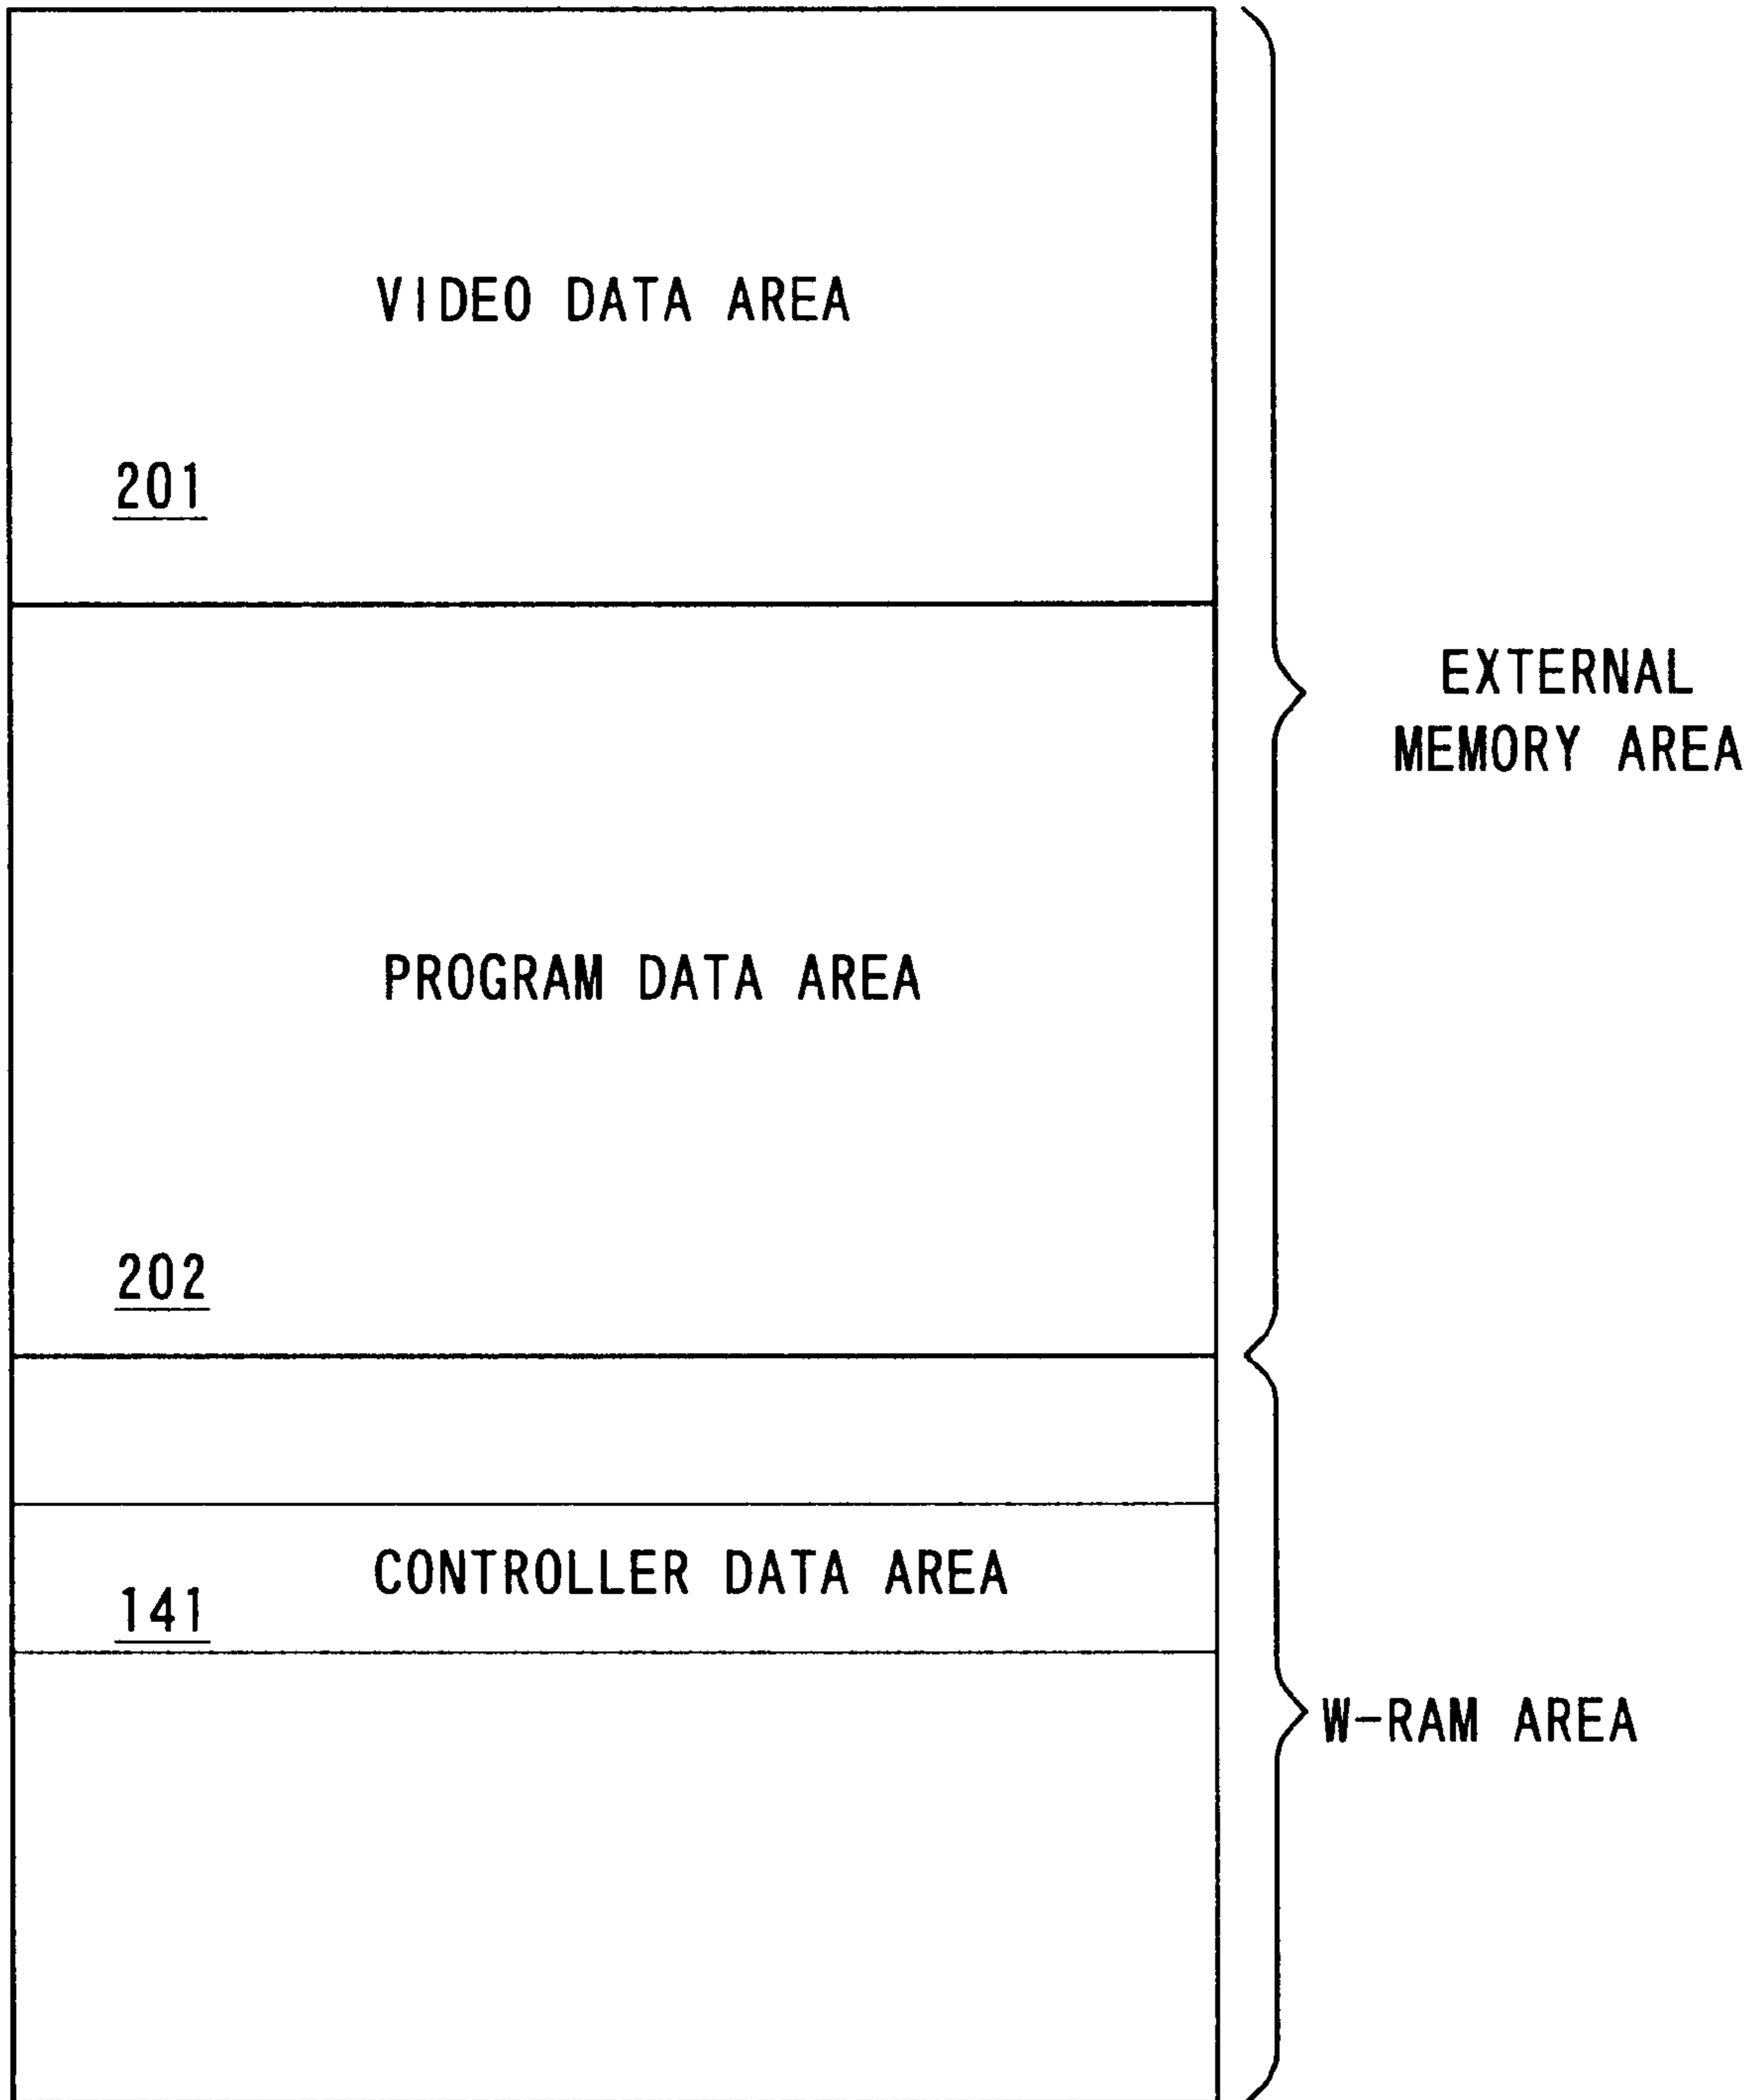 VIDEO DATA AREA
201
EXTERNAL
MEMORY AREA
PROGRAM DATA AREA
202
CONTROLLER DATA AREA
141
W-RAM AREA